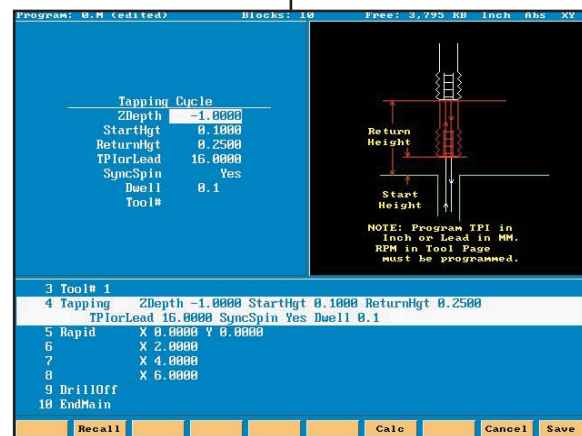 Program: 0.M (edited) Blocks: 10 Free: 3,795 KB Inch Abs XY
Tapping Cycle
ZDepth -1.0000
StartHgt 0.1000
ReturnHgt 0.2500
TPIorLead 16.0000
SyncSpin Yes
Dwell 0.1
Tool#
Return
Height
Start
Height
NOTE: Program TPI in
Inch or Lead in MM.
RPM in Tool Page
must be programmed.
3 Tool# 1
4 Tapping ZDepth -1.0000 StartHgt 0.1000 ReturnHgt 0.2500
TPIorLead 16.0000 SyncSpin Yes Dwell 0.1
5 Rapid X 0.0000 Y 0.0000
6 X 2.0000
7 X 4.0000
8 X 6.0000
9 DrillOff
10 EndMain
Recall Calc Cancel Save